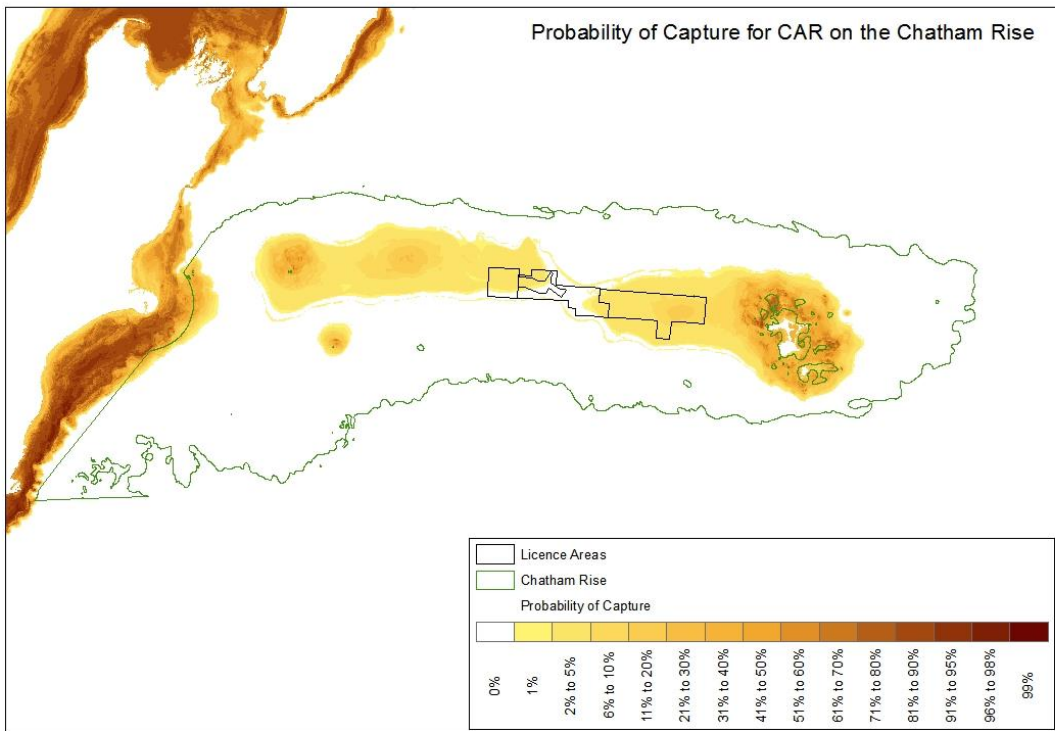 Probability of Capture for CAR on the Chatham Rise
Licence Areas
Chatham Rise
Probability of Capture
0%
1%
2% to 5%
6% to 10%
11% to 20%
21% to 30%
31% to 40%
41% to 50%
51% to 60%
61% to 70%
71% to 80%
81% to 90%
91% to 95%
96% to 98%
99%